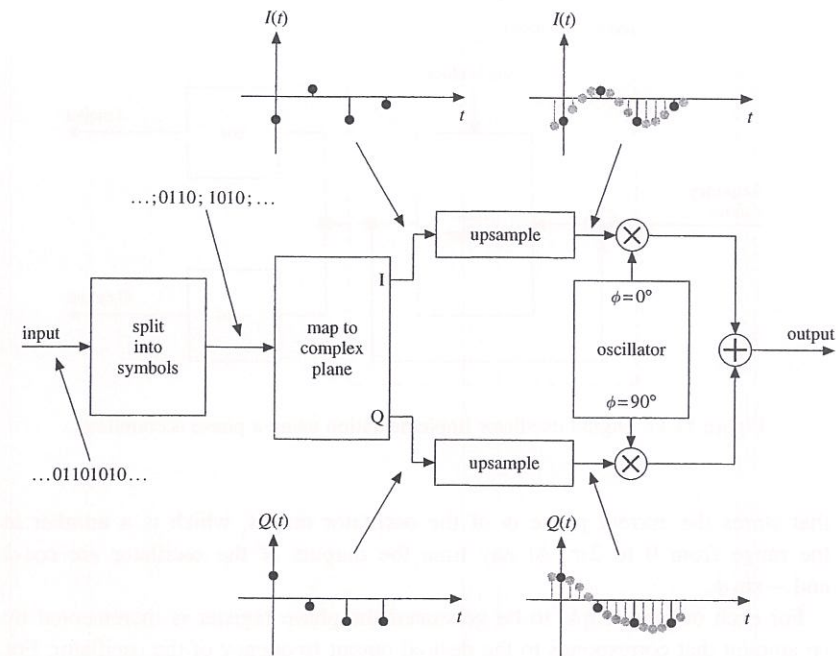 I(t)
I(t)
t
t
...;0110; 1010; ...
upsample
I
φ=0°
input
split
into
symbols
map to
complex
plane
oscillator
output
φ=90°
Q
...01101010...
upsample
Q(t)
Q(t)
t
t